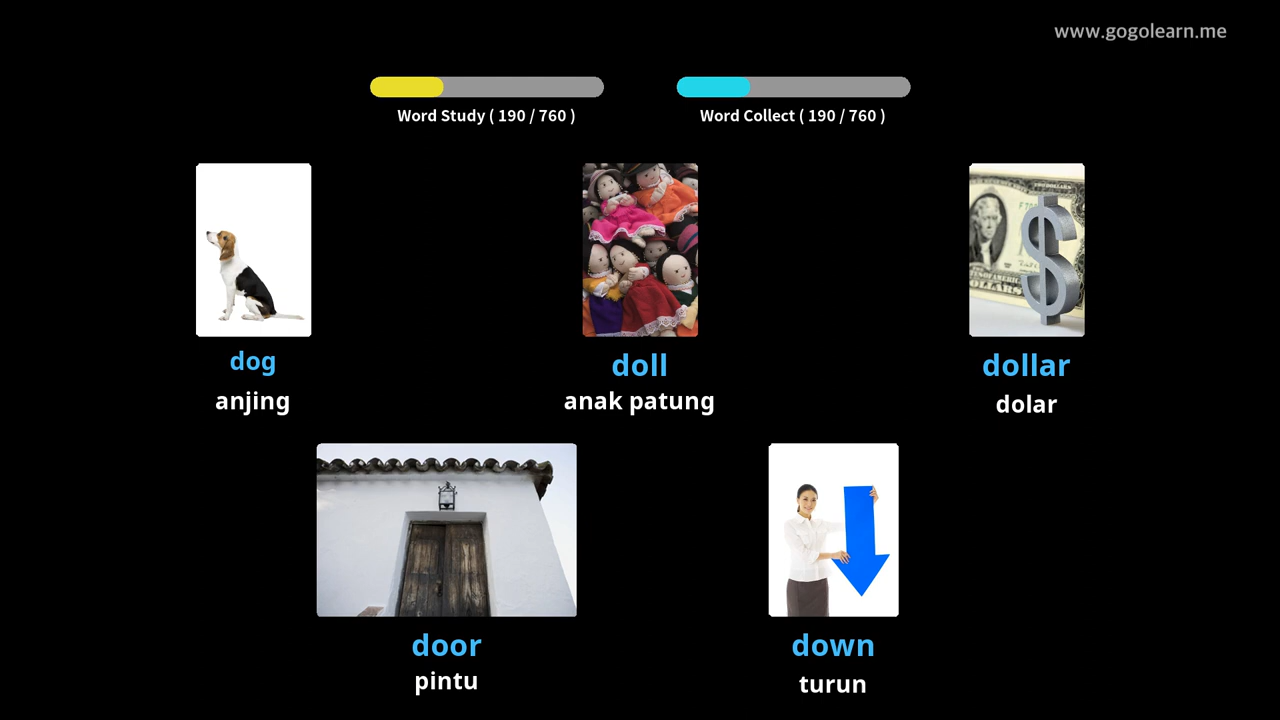 www.gogolearn.me
Word Study ( 190 / 760 )
Word Collect ( 190 / 760 )
dog
anjing
doll
anak patung
dollar
dolar
door
pintu
down
turun